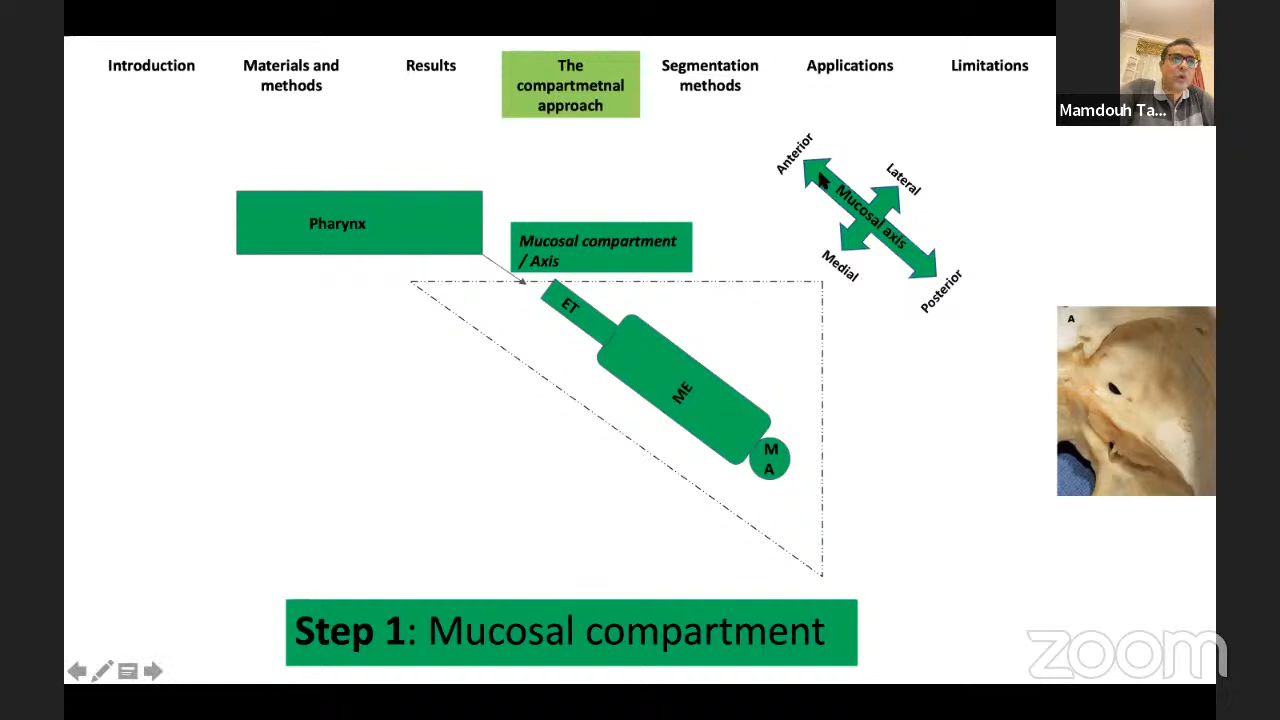 Introduction
Materials and
methods
Results
The
compartmetnal
approach
Segmentation
methods
Applications
Limitations
Mamdouh Ta...
Anterior
Lateral
Mucosal axis
Medial
Posterior
Pharynx
Mucosal compartment
/ Axis
ET
ME
M
A
A
Step 1: Mucosal compartment
zoom